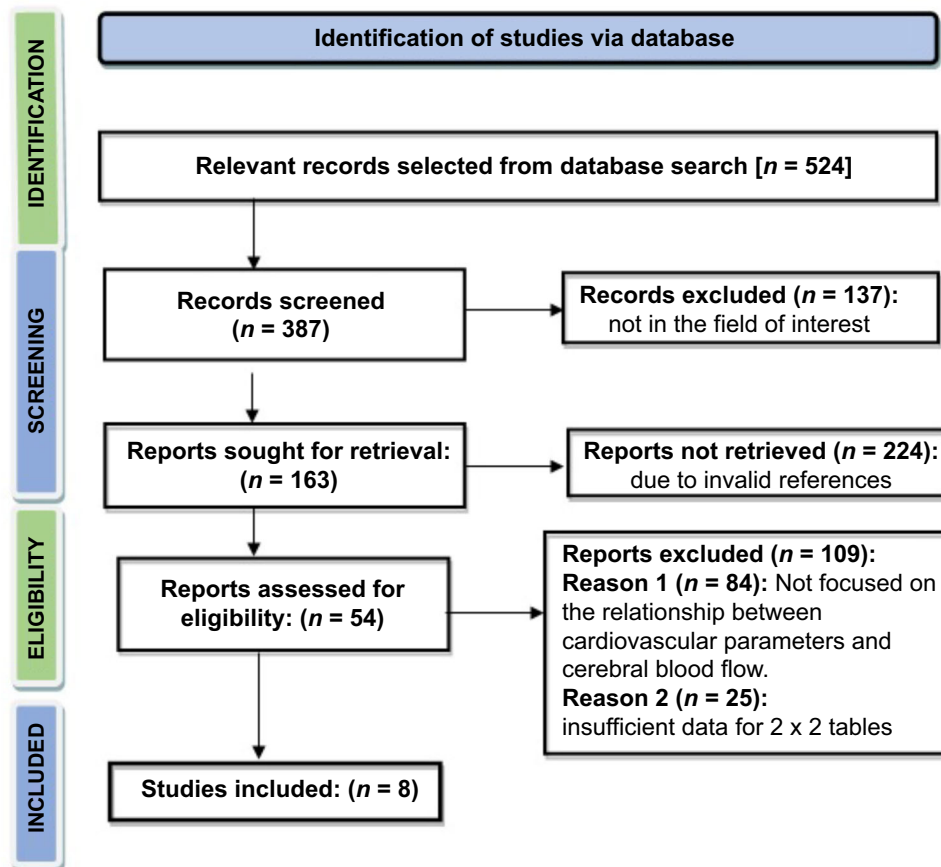 Identification of studies via database
IDENTIFICATION
Relevant records selected from database search [n = 524]
SCREENING
Records screened
(n = 387)
Records excluded (n = 137):
not in the field of interest
Reports sought for retrieval:
(n = 163)
Reports not retrieved (n = 224):
due to invalid references
ELIGIBILITY
Reports assessed for
eligibility: (n = 54)
Reports excluded (n = 109):
Reason 1 (n = 84): Not focused on
the relationship between
cardiovascular parameters and
cerebral blood flow.
Reason 2 (n = 25):
insufficient data for 2 x 2 tables
INCLUDED
Studies included: (n = 8)